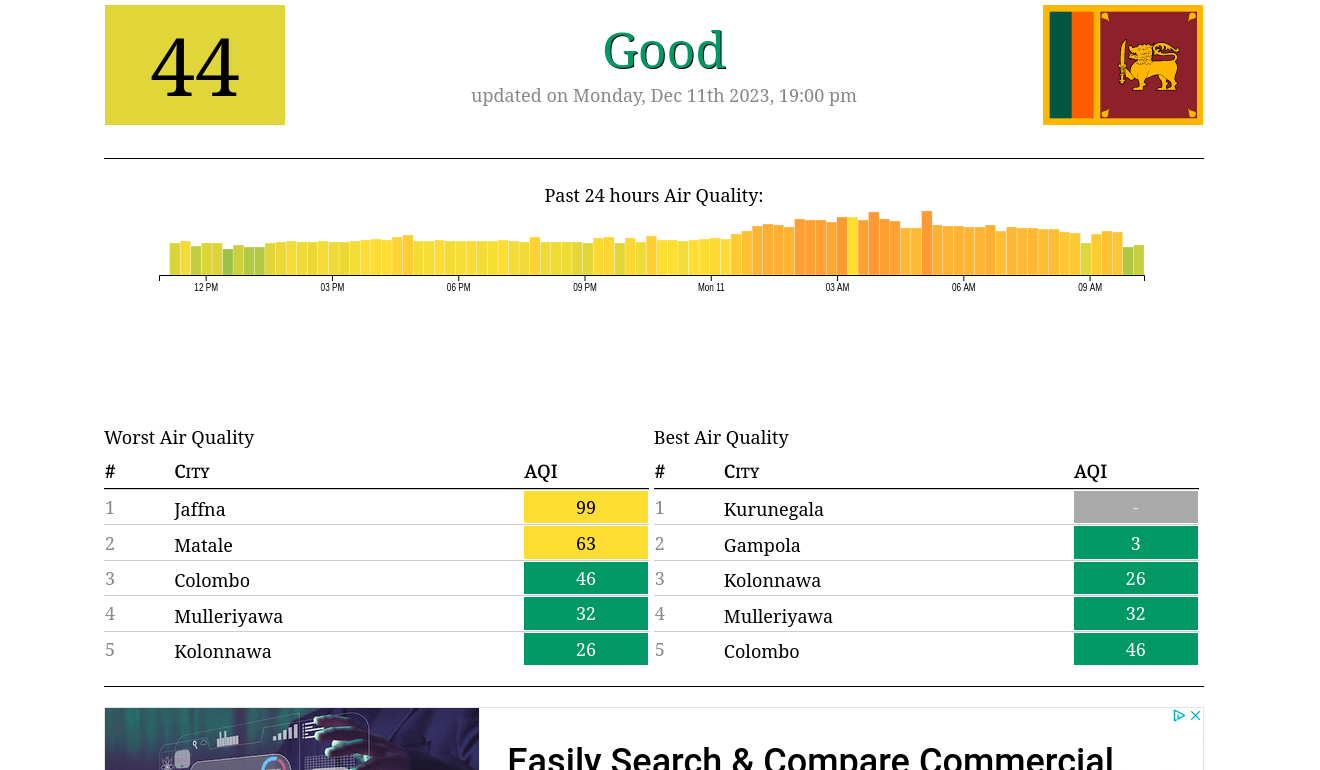 44
Good
updated on Monday, Dec 11th 2023, 19:00 pm
Past 24 hours Air Quality:
12 PM 03 PM 06 PM 09 PM Mon 11 03 AM 06 AM 09 AM
Worst Air Quality
# City AQI
1 Jaffna 99
2 Matale 63
3 Colombo 46
4 Mulleriyawa 32
5 Kolonnawa 26
Best Air Quality
# City AQI
1 Kurunegala -
2 Gampola 3
3 Kolonnawa 26
4 Mulleriyawa 32
5 Colombo 46
Easily Search & Compare Commercial